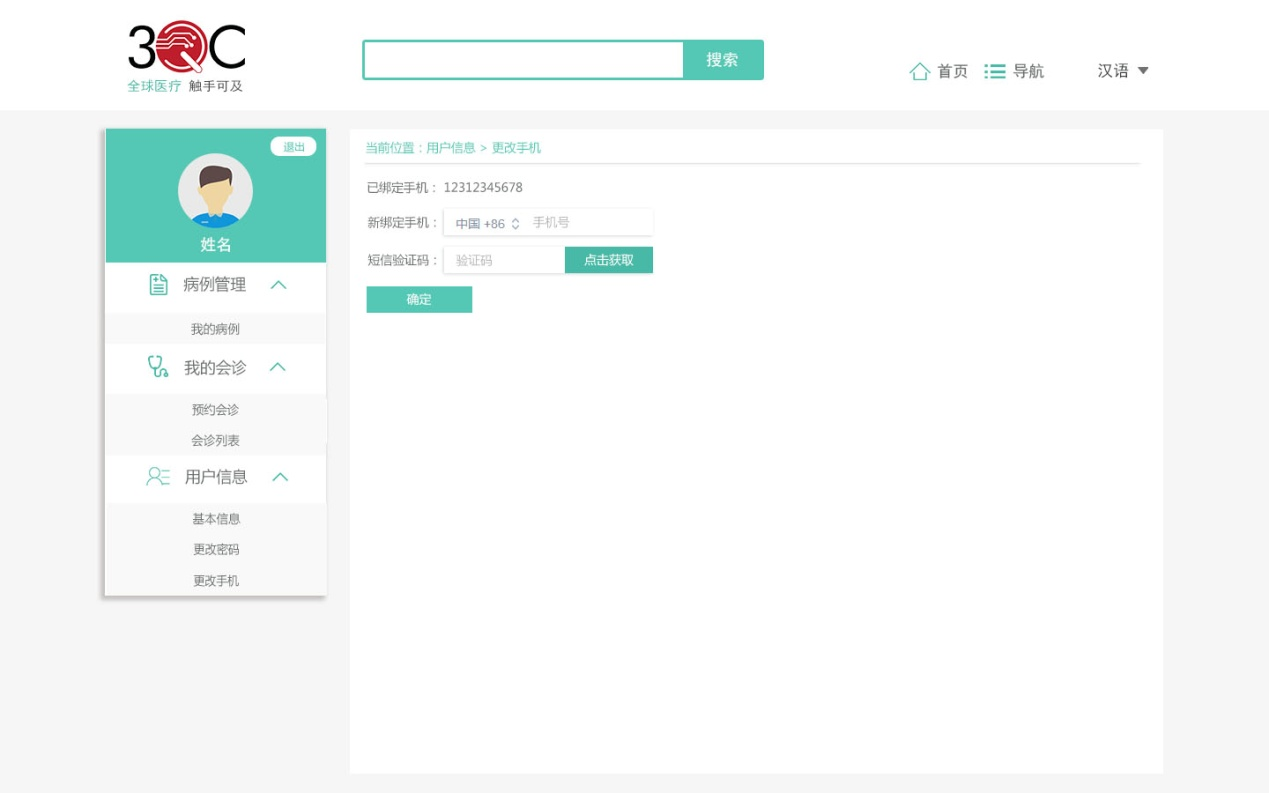 3QC
全球医疗 触手可及
搜索
首页
导航
汉语
退出
姓名
病例管理
我的病例
我的会诊
预约会诊
会诊列表
用户信息
基本信息
更改密码
更改手机
当前位置：用户信息 > 更改手机
已绑定手机： 12312345678
新绑定手机： 中国 +86 手机号
短信验证码： 验证码 点击获取
确定